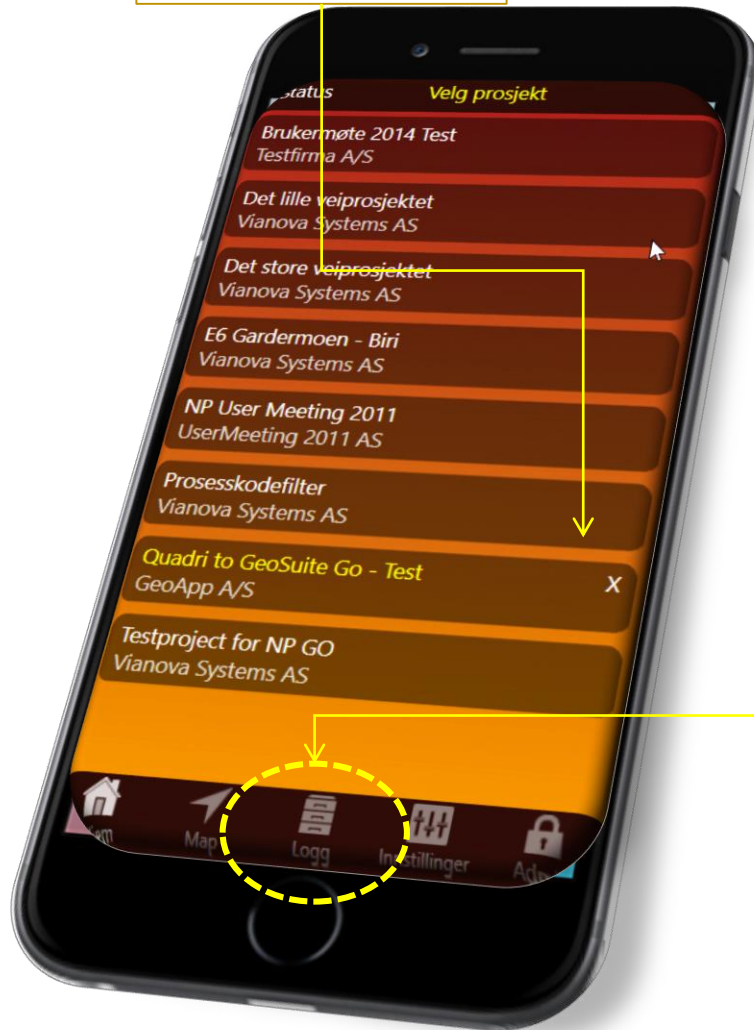 status
Velg prosjekt
Brukermøte 2014 Test
Testfirma A/S
Det lille veiprosjektet
Vianova Systems AS
Det store veiprosjektet
Vianova Systems AS
E6 Gardermoen - Biri
Vianova Systems AS
NP User Meeting 2011
UserMeeting 2011 AS
Prosesskodefilter
Vianova Systems AS
Quadri to GeoSuite Go - Test
X
GeoApp A/S
Testproject for NP GO
Vianova Systems AS
Map
Logg
Innstillinger